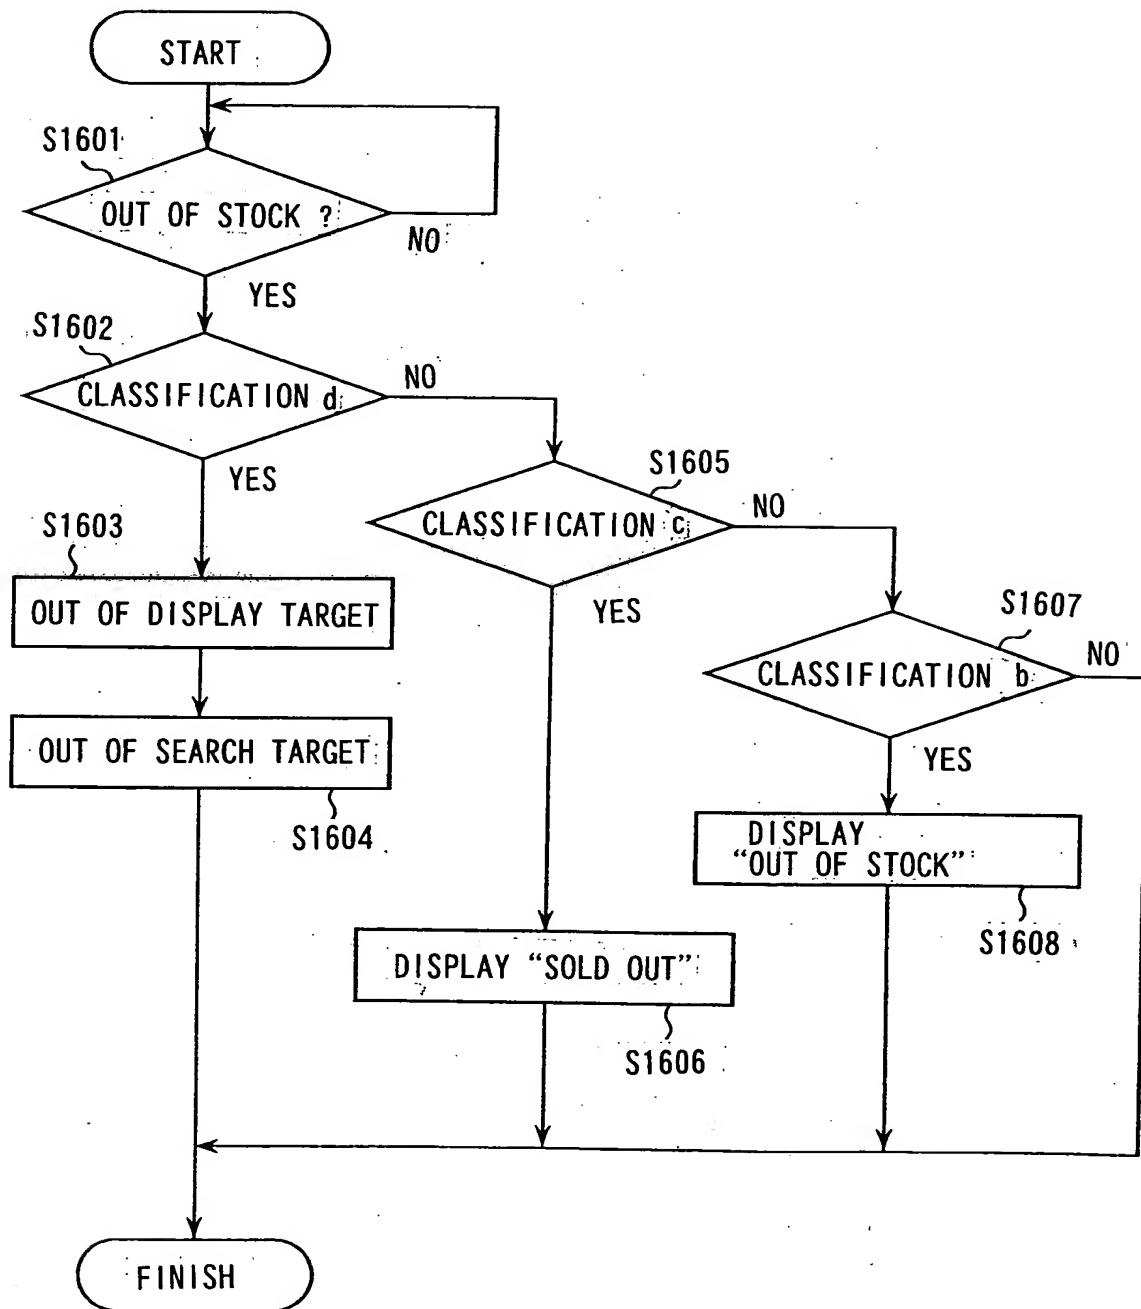 START
S1601
OUT OF STOCK ?
NO
YES
S1602
CLASSIFICATION d
NO
YES
S1605
CLASSIFICATION c
NO
YES
S1603
OUT OF DISPLAY TARGET
S1607
CLASSIFICATION b
NO
YES
OUT OF SEARCH TARGET
S1604
DISPLAY
“OUT OF STOCK”
S1608
DISPLAY “SOLD OUT”
S1606
FINISH